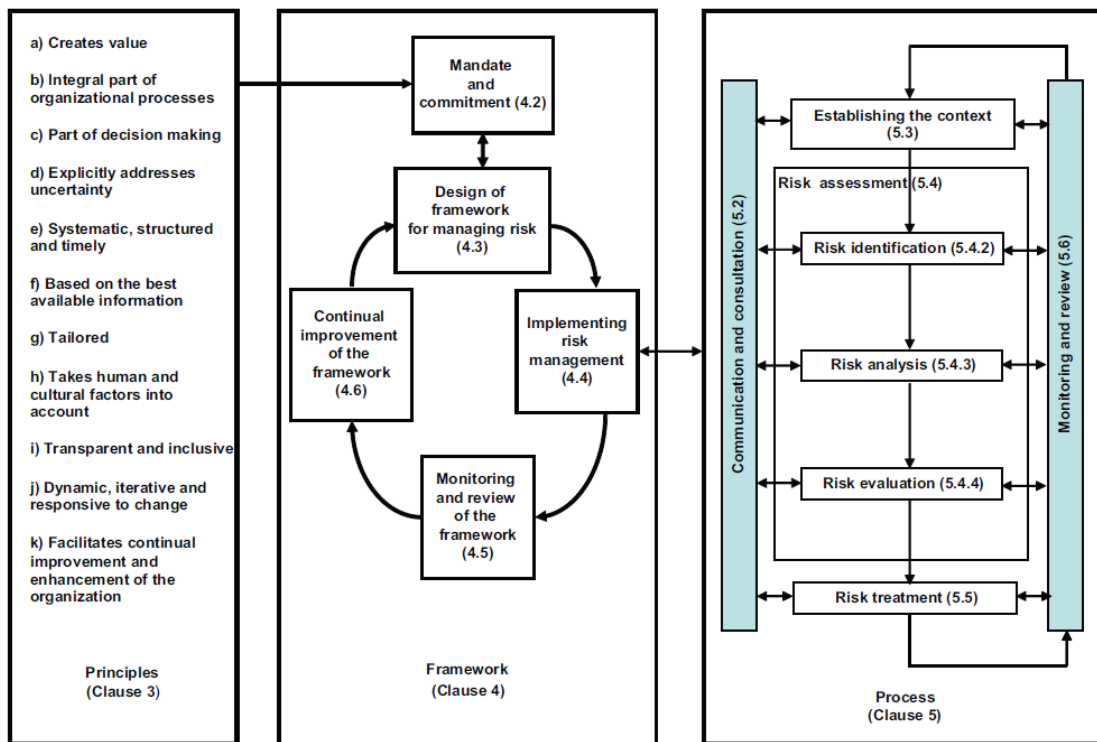 a) Creates value
b) Integral part of
organizational processes
c) Part of decision making
d) Explicitly addresses
uncertainty
e) Systematic, structured
and timely
f) Based on the best
available information
g) Tailored
h) Takes human and
cultural factors into
account
i) Transparent and inclusive
j) Dynamic, iterative and
responsive to change
k) Facilitates continual
improvement and
enhancement of the
organization
Principles
(Clause 3)
Mandate
and
commitment (4.2)
Design of
framework
for managing risk
(4.3)
Continual
improvement
of the
framework
(4.6)
Implementing
risk
management
(4.4)
Monitoring
and review
of the
framework
(4.5)
Framework
(Clause 4)
Communication and consultation (5.2)
Establishing the context
(5.3)
Risk assessment (5.4)
Risk identification (5.4.2)
Risk analysis (5.4.3)
Risk evaluation (5.4.4)
Risk treatment (5.5)
Monitoring and review (5.6)
Process
(Clause 5)